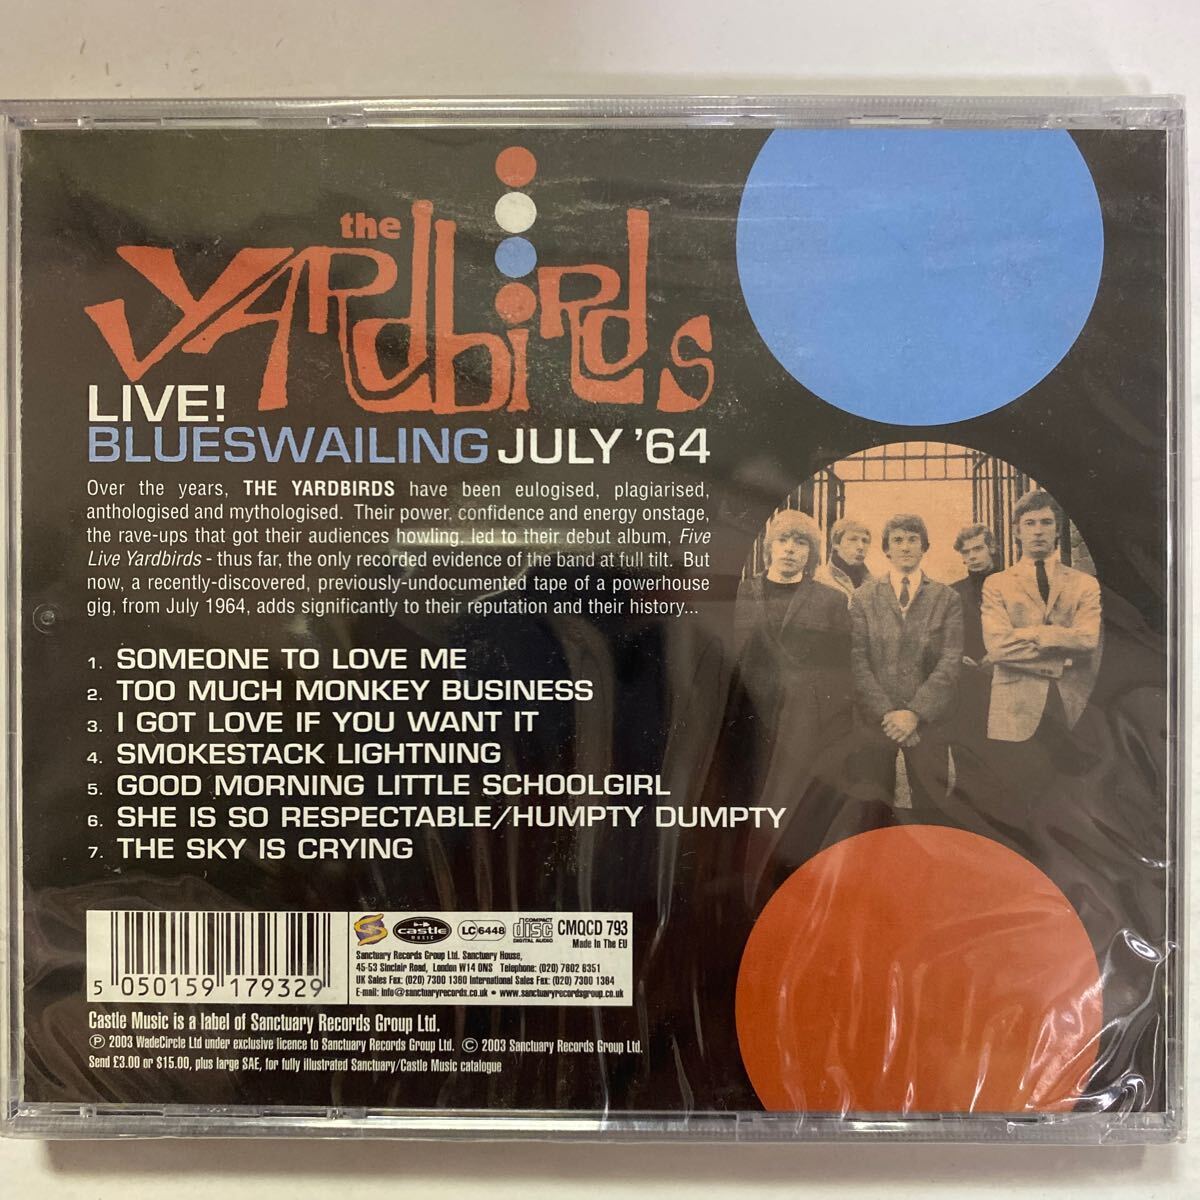 the
YARDbiRDs
LIVE!
BLUESWAILING JULY '64
Over the years, THE YARDBIRDS have been eulogised, plagiarised,
anthologised and mythologised. Their power, confidence and energy onstage,
the rave-ups that got their audiences howling, led to their debut album, Five
Live Yardbirds - thus far, the only recorded evidence of the band at full tilt. But
now, a recently-discovered, previously-undocumented tape of a powerhouse
gig, from July 1964, adds significantly to their reputation and their history...
1. SOMEONE TO LOVE ME
2. TOO MUCH MONKEY BUSINESS
3. I GOT LOVE IF YOU WANT IT
4. SMOKESTACK LIGHTNING
5. GOOD MORNING LITTLE SCHOOLGIRL
6. SHE IS SO RESPECTABLE/HUMPTY DUMPTY
7. THE SKY IS CRYING
5 050159 179329
castle MUSIC
LC 6448
COMPACT disc DIGITAL AUDIO
CMQCD 793
Made In The EU
Sanctuary Records Group Ltd. Sanctuary House,
45-53 Sinclair Road, London W14 0NS Telephone: (020) 7602 6351
UK Sales Fax: (020) 7300 1360 International Sales Fax: (020) 7300 1364
E-mail: info@sanctuaryrecords.co.uk • www.sanctuaryrecordsgroup.co.uk
Castle Music is a label of Sanctuary Records Group Ltd.
℗ 2003 WadeCircle Ltd under exclusive licence to Sanctuary Records Group Ltd. © 2003 Sanctuary Records Group Ltd.
Send £3.00 or $15.00, plus large SAE, for fully illustrated Sanctuary/Castle Music catalogue